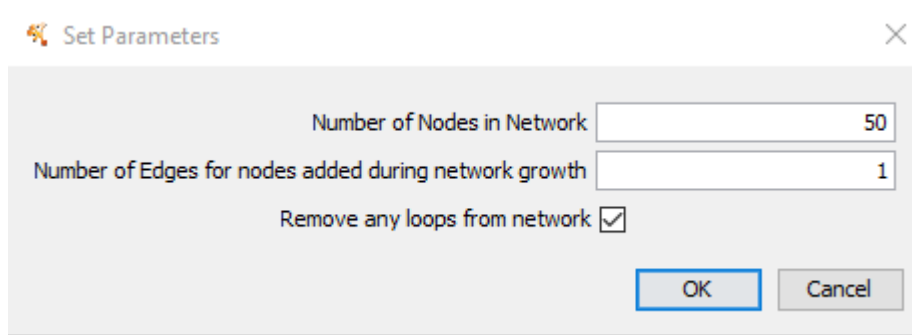 Set Parameters
Number of Nodes in Network 50
Number of Edges for nodes added during network growth 1
Remove any loops from network
OK Cancel